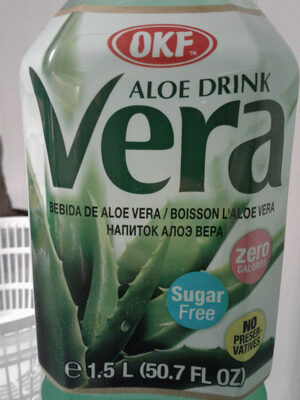 OKF
ALOE DRINK
Vera
BEBIDA DE ALOE VERA / BOISSON L'ALOE VERA
НАПИТОК АЛОЭ ВЕРА
zero
CALORIES
Sugar
Free
NO
PRESER-
VATIVES
℮ 1.5 L (50.7 FL OZ)